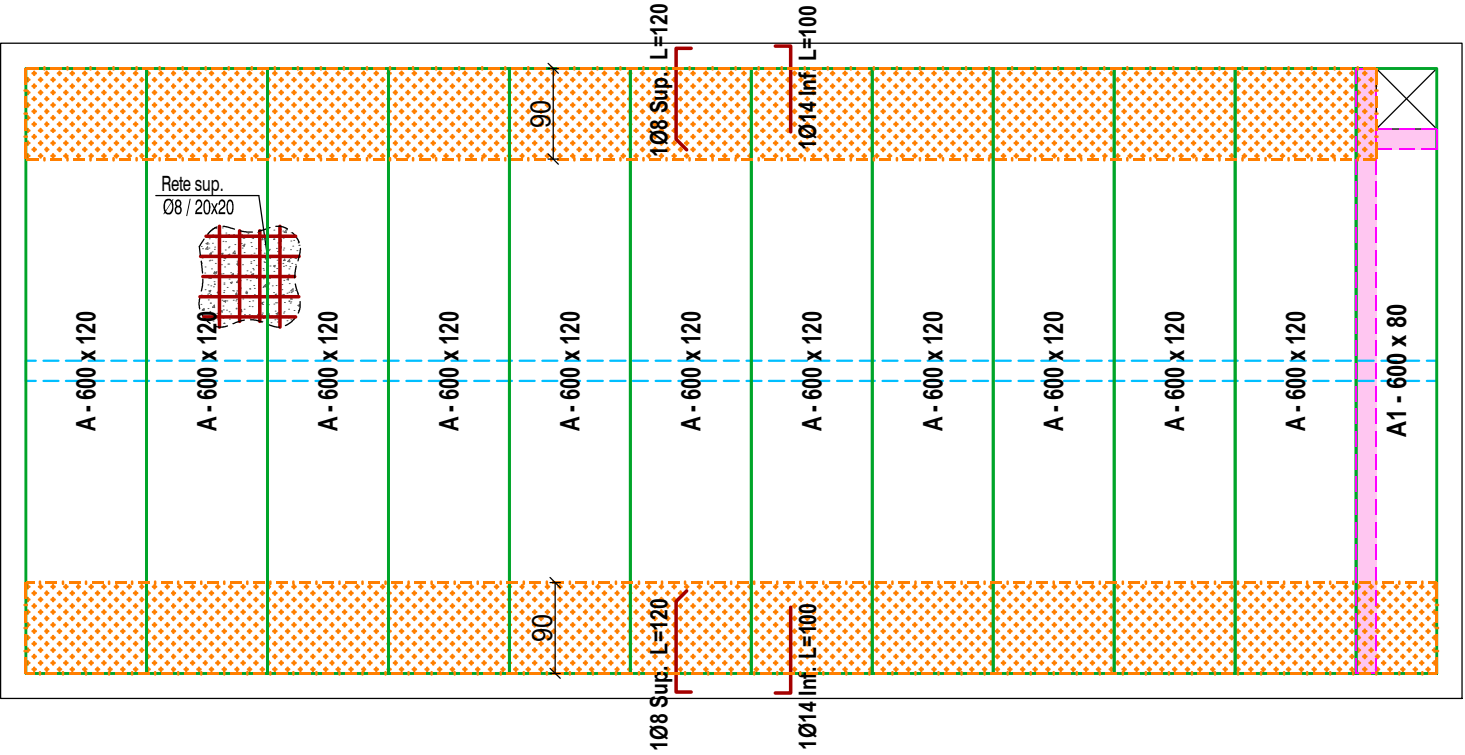 1Ø8 Sup. L=120
1Ø14 Inf. L=100
90
Rete sup.
Ø8 / 20x20
A - 600 x 120
A - 600 x 120
A - 600 x 120
A - 600 x 120
A - 600 x 120
A - 600 x 120
A - 600 x 120
A - 600 x 120
A - 600 x 120
A - 600 x 120
A - 600 x 120
A1 - 600 x 80
90
1Ø8 Sup. L=120
1Ø14 Inf. L=100